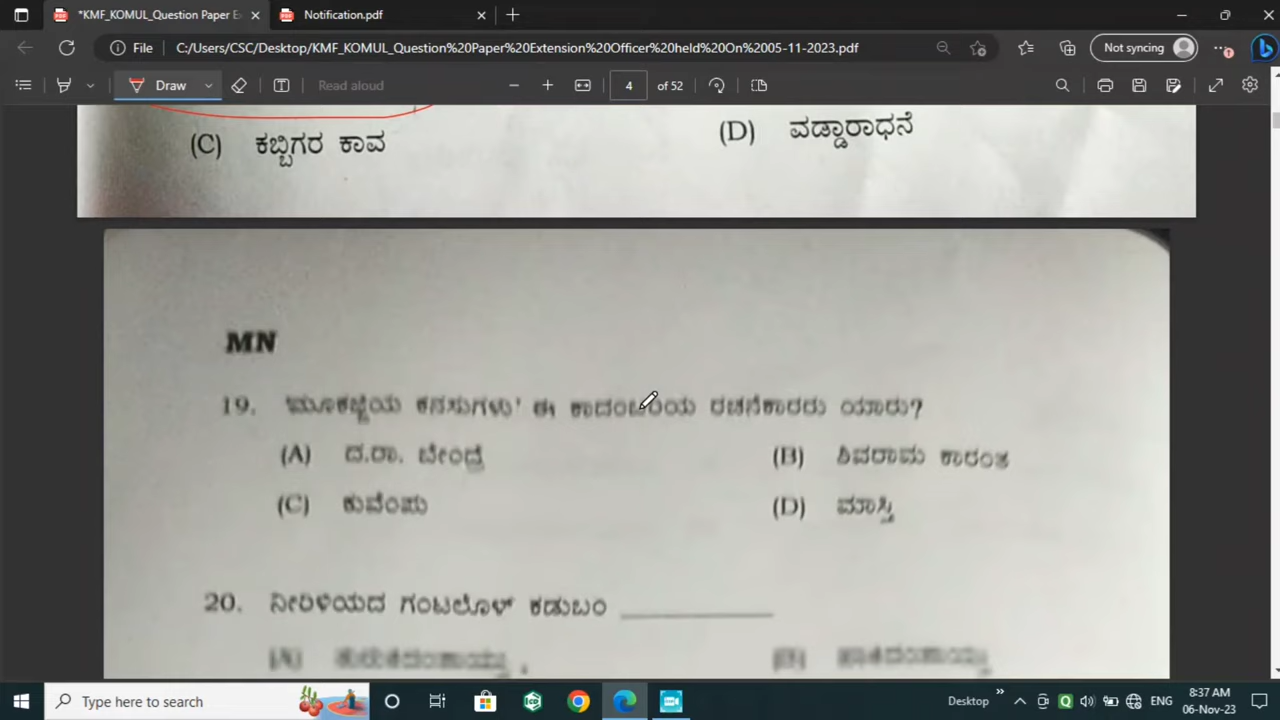 *KMF_KOMUL_Question Paper E
Notification.pdf
File
C:/Users/CSC/Desktop/KMF_KOMUL_Question%20Paper%20Extension%20Officer%20held%20On%2005-11-2023.pdf
Not syncing
Draw
Read aloud
4
of 52
(C) ಕಬ್ಬಿಗರ ಕಾವ
(D) ವಡ್ಡಾರಾಧನೆ
MN
19. 'ಮೂಕಜ್ಜಿಯ ಕನಸುಗಳು' ಈ ಕಾದಂಬರಿಯ ರಚನೆಕಾರರು ಯಾರು?
(A) ದ.ರಾ. ಬೇಂದ್ರೆ
(B) ಶಿವರಾಮ ಕಾರಂತ
(C) ಕುವೆಂಪು
(D) ಮಾಸ್ತಿ
20. ನೀರಿಳಿಯದ ಗಂಟಲೊಳ್ ಕಡುಬಂ
(A)
(B)
Type here to search
Desktop
ENG
8:37 AM
06-Nov-23